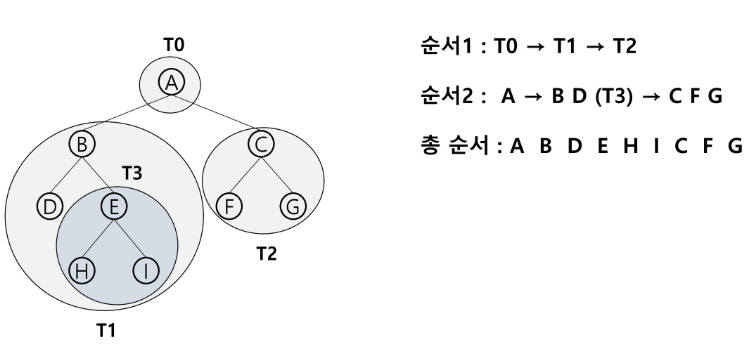 T0
A
B
C
T3
D
E
F
G
H
I
T2
T1
순서1 : T0 → T1 → T2
순서2 : A → B D (T3) → C F G
총 순서 : A B D E H I C F G